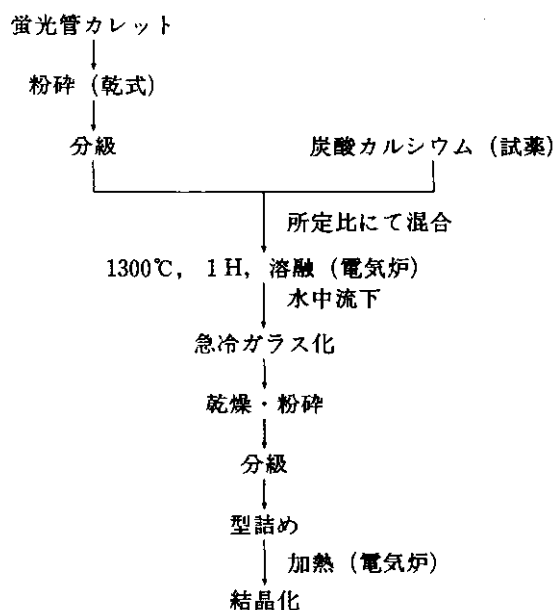 蛍光管カレット
粉砕（乾式）
分級
炭酸カルシウム（試薬）
所定比にて混合
1300℃, 1H, 溶融（電気炉）
水中流下
急冷ガラス化
乾燥・粉砕
分級
型詰め
加熱（電気炉）
結晶化